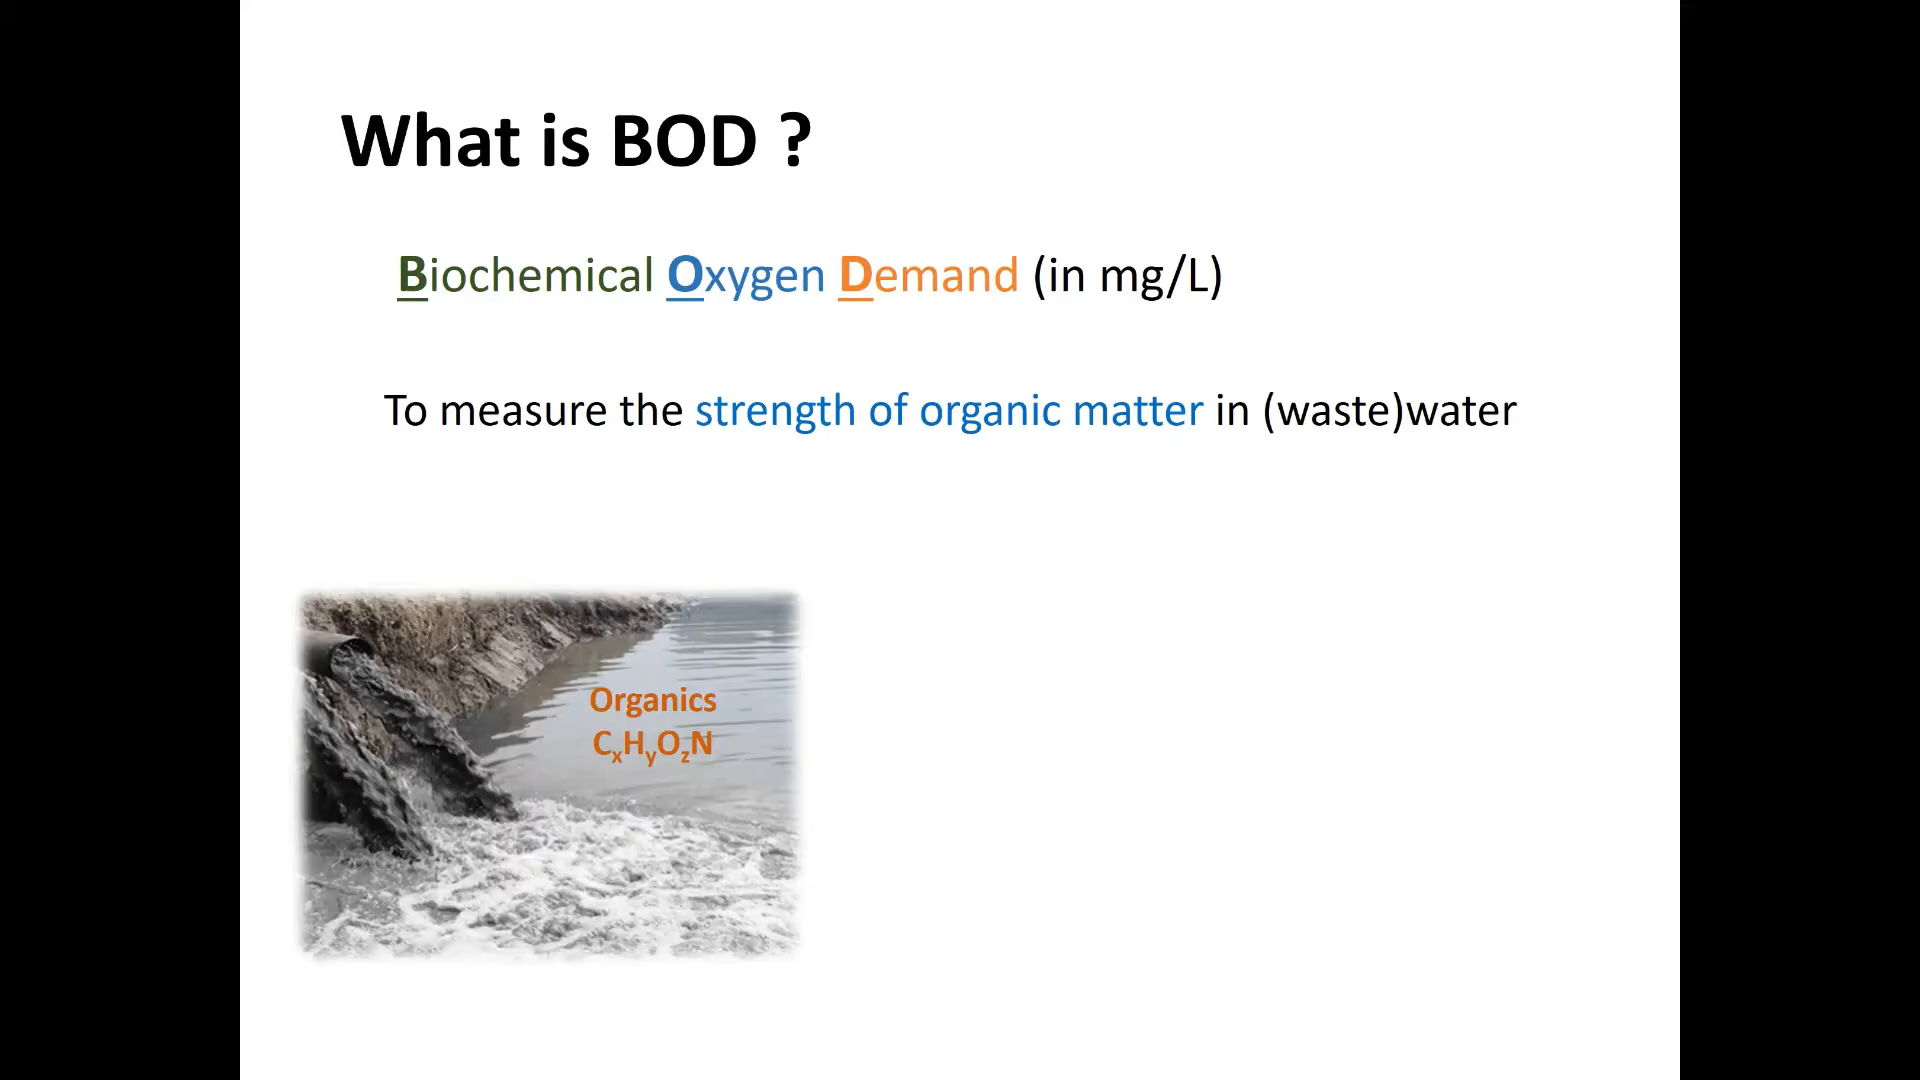 What is BOD ?
Biochemical Oxygen Demand (in mg/L)
To measure the strength of organic matter in (waste)water
Organics
CxHyOzN